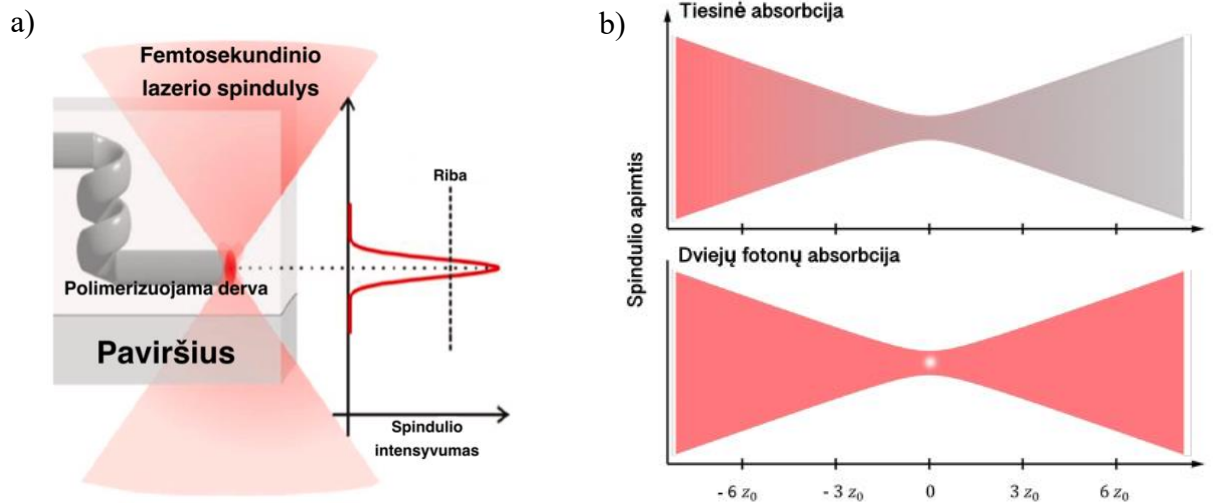 a)
Femtosekundinio
lazerio spindulys
Riba
Polimerizuojama derva
Paviršius
Spindulio
intensyvumas
b)
Tiesinė absorbcija
Spindulio apimtis
Dviejų fotonų absorbcija
- 6 z₀ - 3 z₀ 0 3 z₀ 6 z₀